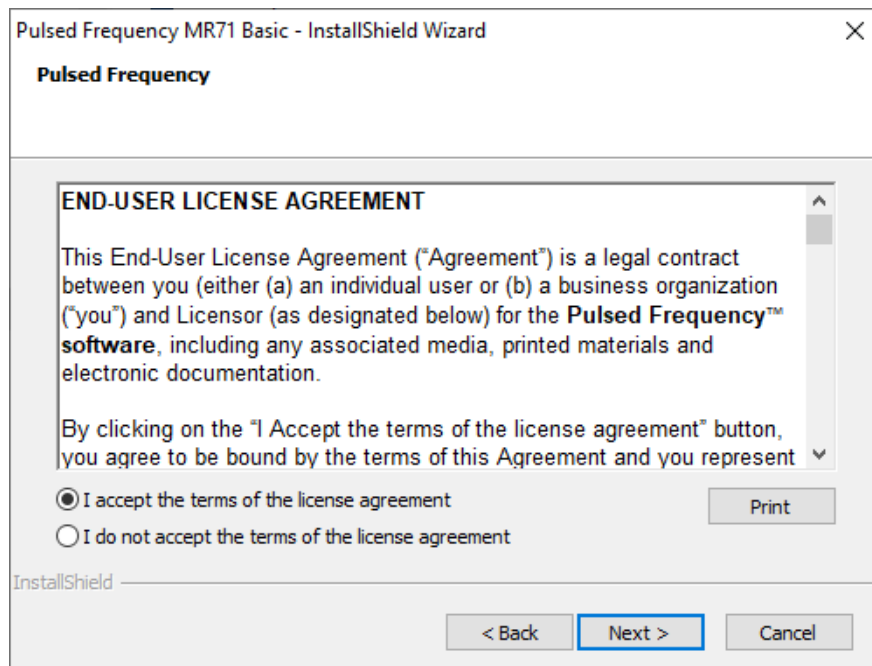 Pulsed Frequency MR71 Basic - InstallShield Wizard
Pulsed Frequency
END-USER LICENSE AGREEMENT
This End-User License Agreement (“Agreement”) is a legal contract
between you (either (a) an individual user or (b) a business organization
(“you”) and Licensor (as designated below) for the Pulsed Frequency™
software, including any associated media, printed materials and
electronic documentation.
By clicking on the “I Accept the terms of the license agreement” button,
you agree to be bound by the terms of this Agreement and you represent
I accept the terms of the license agreement
Print
I do not accept the terms of the license agreement
InstallShield
< Back Next > Cancel